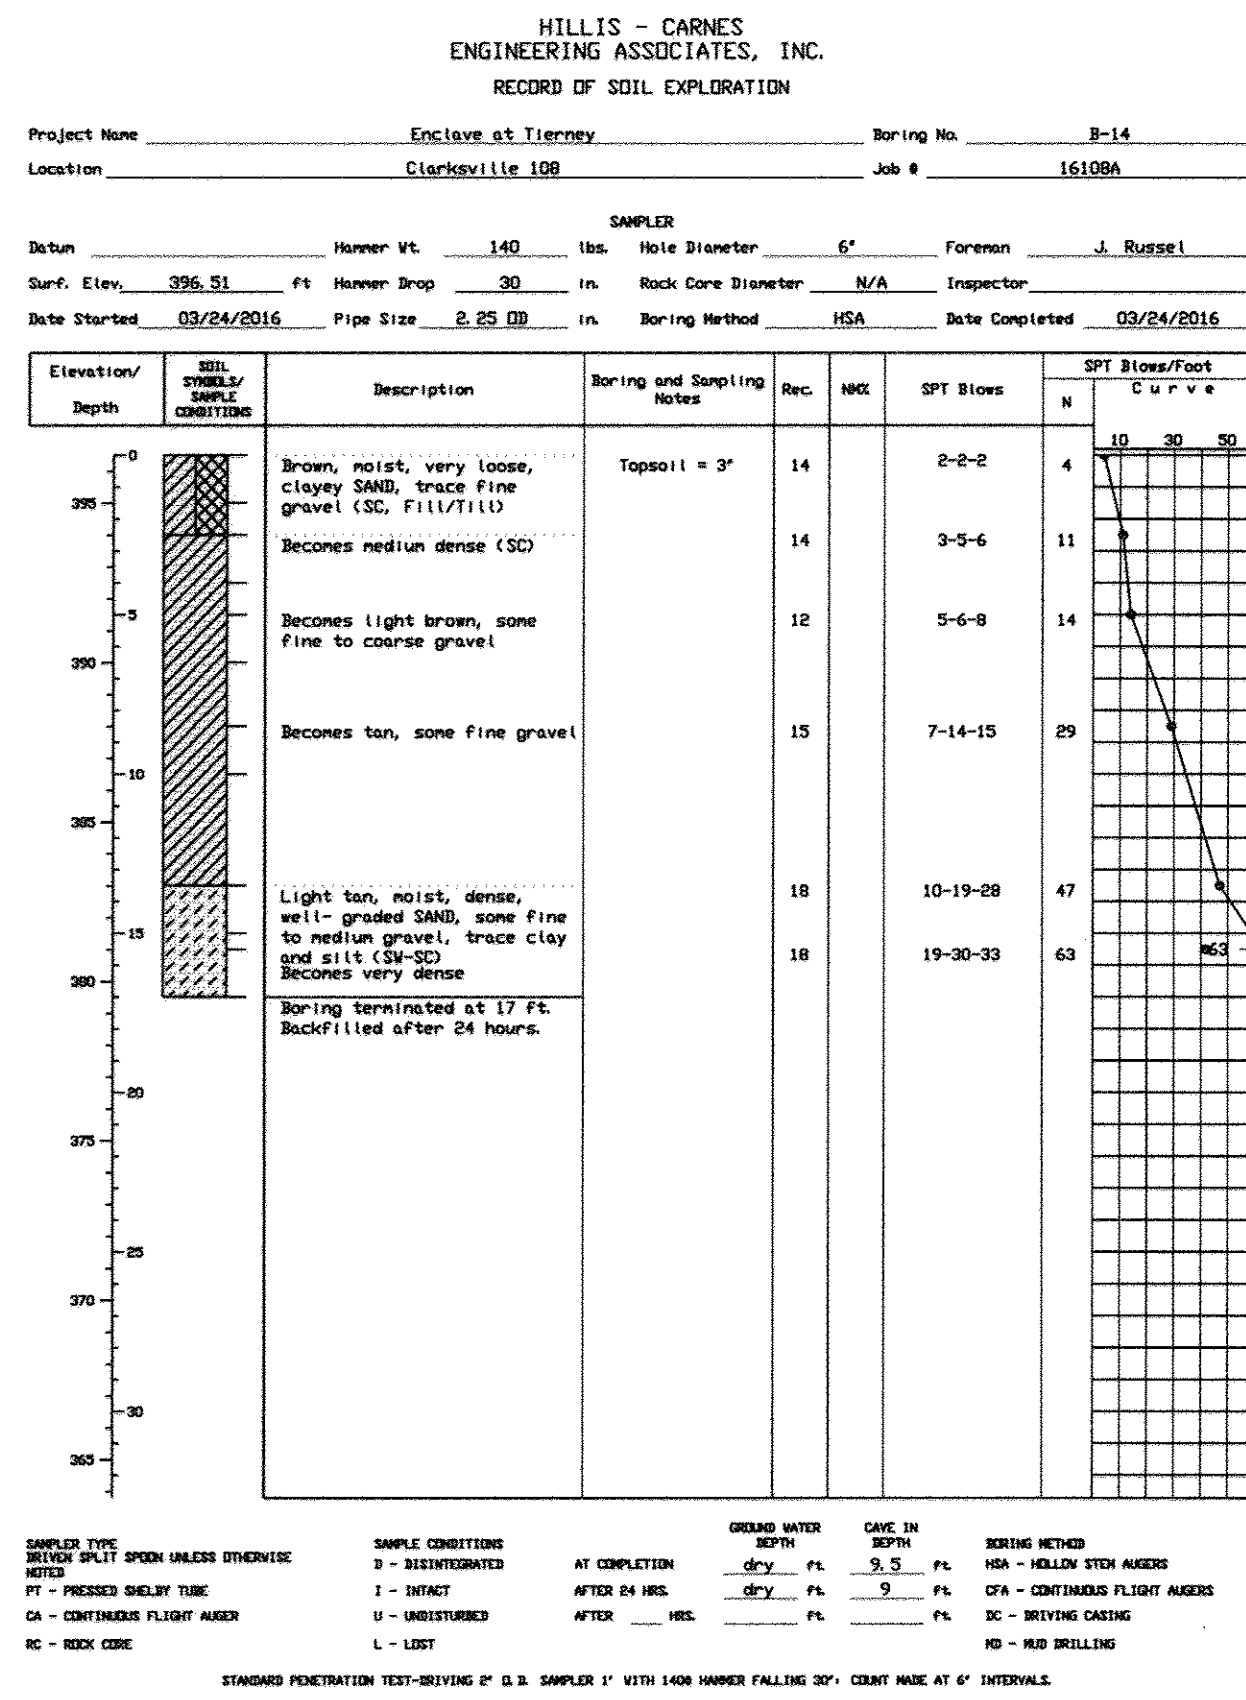 HILLIS - CARNES
ENGINEERING ASSOCIATES, INC.
RECORD OF SOIL EXPLORATION
Project Name Enclave at Tierney Boring No. B-14
Location Clarksville 108 Job # 16108A
SAMPLER
Datum Hammer Wt. 140 lbs. Hole Diameter 6" Foreman J. Russel
Surf. Elev. 396.51 ft Hammer Drop 30 in. Rock Core Diameter N/A Inspector
Date Started 03/24/2016 Pipe Size 2.25 OD in. Boring Method HSA Date Completed 03/24/2016
Elevation/ Depth SOIL SYMBOLS/ SAMPLE CONDITIONS Description Boring and Sampling Notes Rec. NMC% SPT Blows SPT Blows/Foot Curve N
10 30 50
0 Brown, moist, very loose, Topsoil = 3" 14 2-2-2 4
clayey SAND, trace fine
395 gravel (SC, Fill/Till)
Becomes medium dense (SC) 14 3-5-6 11
5 Becomes light brown, some 12 5-6-8 14
fine to coarse gravel
390
Becomes tan, some fine gravel 15 7-14-15 29
10
385
Light tan, moist, dense, 18 10-19-28 47
well- graded SAND, some fine
15 to medium gravel, trace clay
and silt (SW-SC) 18 19-30-33 63 63
Becomes very dense
380
Boring terminated at 17 ft.
Backfilled after 24 hours.
20
375
25
370
30
365
GROUND WATER DEPTH CAVE IN DEPTH
SAMPLER TYPE SAMPLE CONDITIONS BORING METHOD
DRIVEN SPLIT SPOON UNLESS OTHERWISE NOTED D - DISINTEGRATED AT COMPLETION dry ft. 9.5 ft. HSA - HOLLOW STEM AUGERS
PT - PRESSED SHELBY TUBE I - INTACT AFTER 24 HRS. dry ft. 9 ft. CFA - CONTINUOUS FLIGHT AUGERS
CA - CONTINUOUS FLIGHT AUGER U - UNDISTURBED AFTER HRS. ft. ft. DC - DRIVING CASING
RC - ROCK CORE L - LOST MD - MUD DRILLING
STANDARD PENETRATION TEST-DRIVING 2" O.D. SAMPLER 1' WITH 140# HAMMER FALLING 30"; COUNT MADE AT 6" INTERVALS.